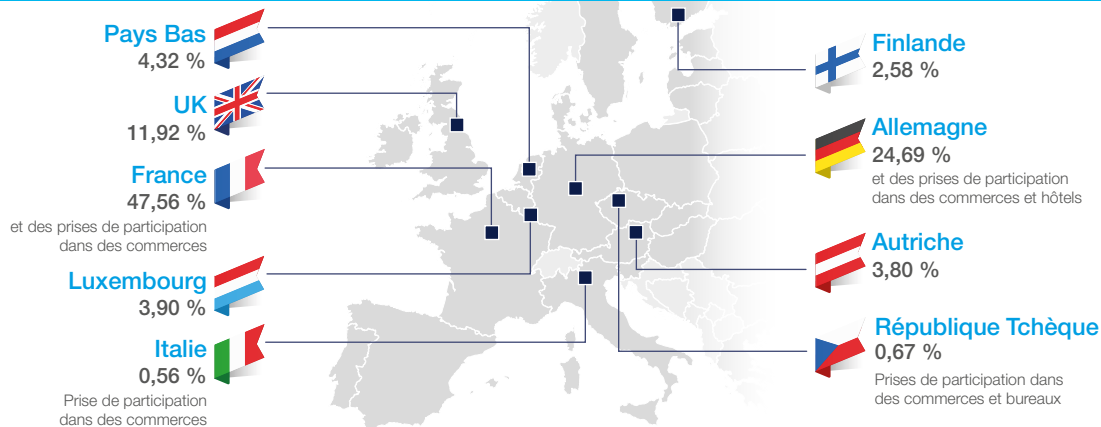 Pays Bas
4,32 %
UK
11,92 %
France
47,56 %
et des prises de participation
dans des commerces
Luxembourg
3,90 %
Italie
0,56 %
Prise de participation
dans des commerces
Finlande
2,58 %
Allemagne
24,69 %
et des prises de participation
dans des commerces et hôtels
Autriche
3,80 %
République Tchèque
0,67 %
Prises de participation dans
des commerces et bureaux